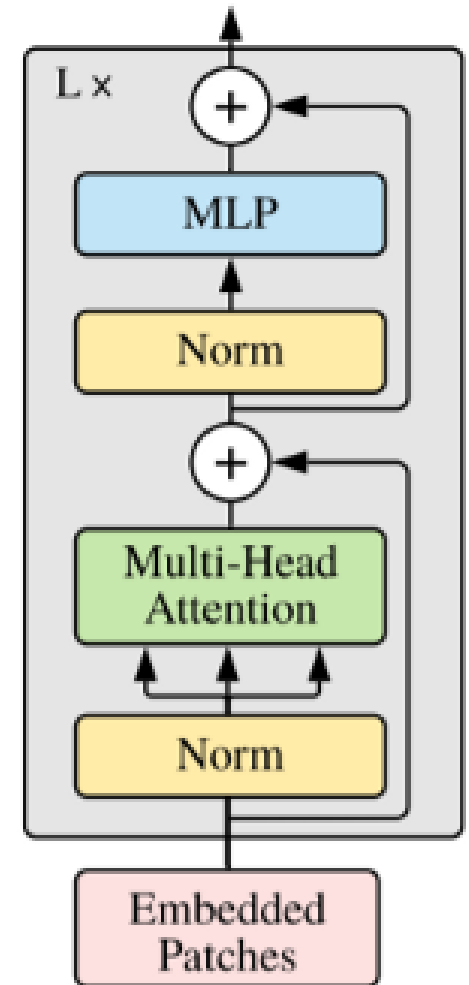 L ×
+
MLP
Norm
+
Multi-Head
Attention
Norm
Embedded
Patches